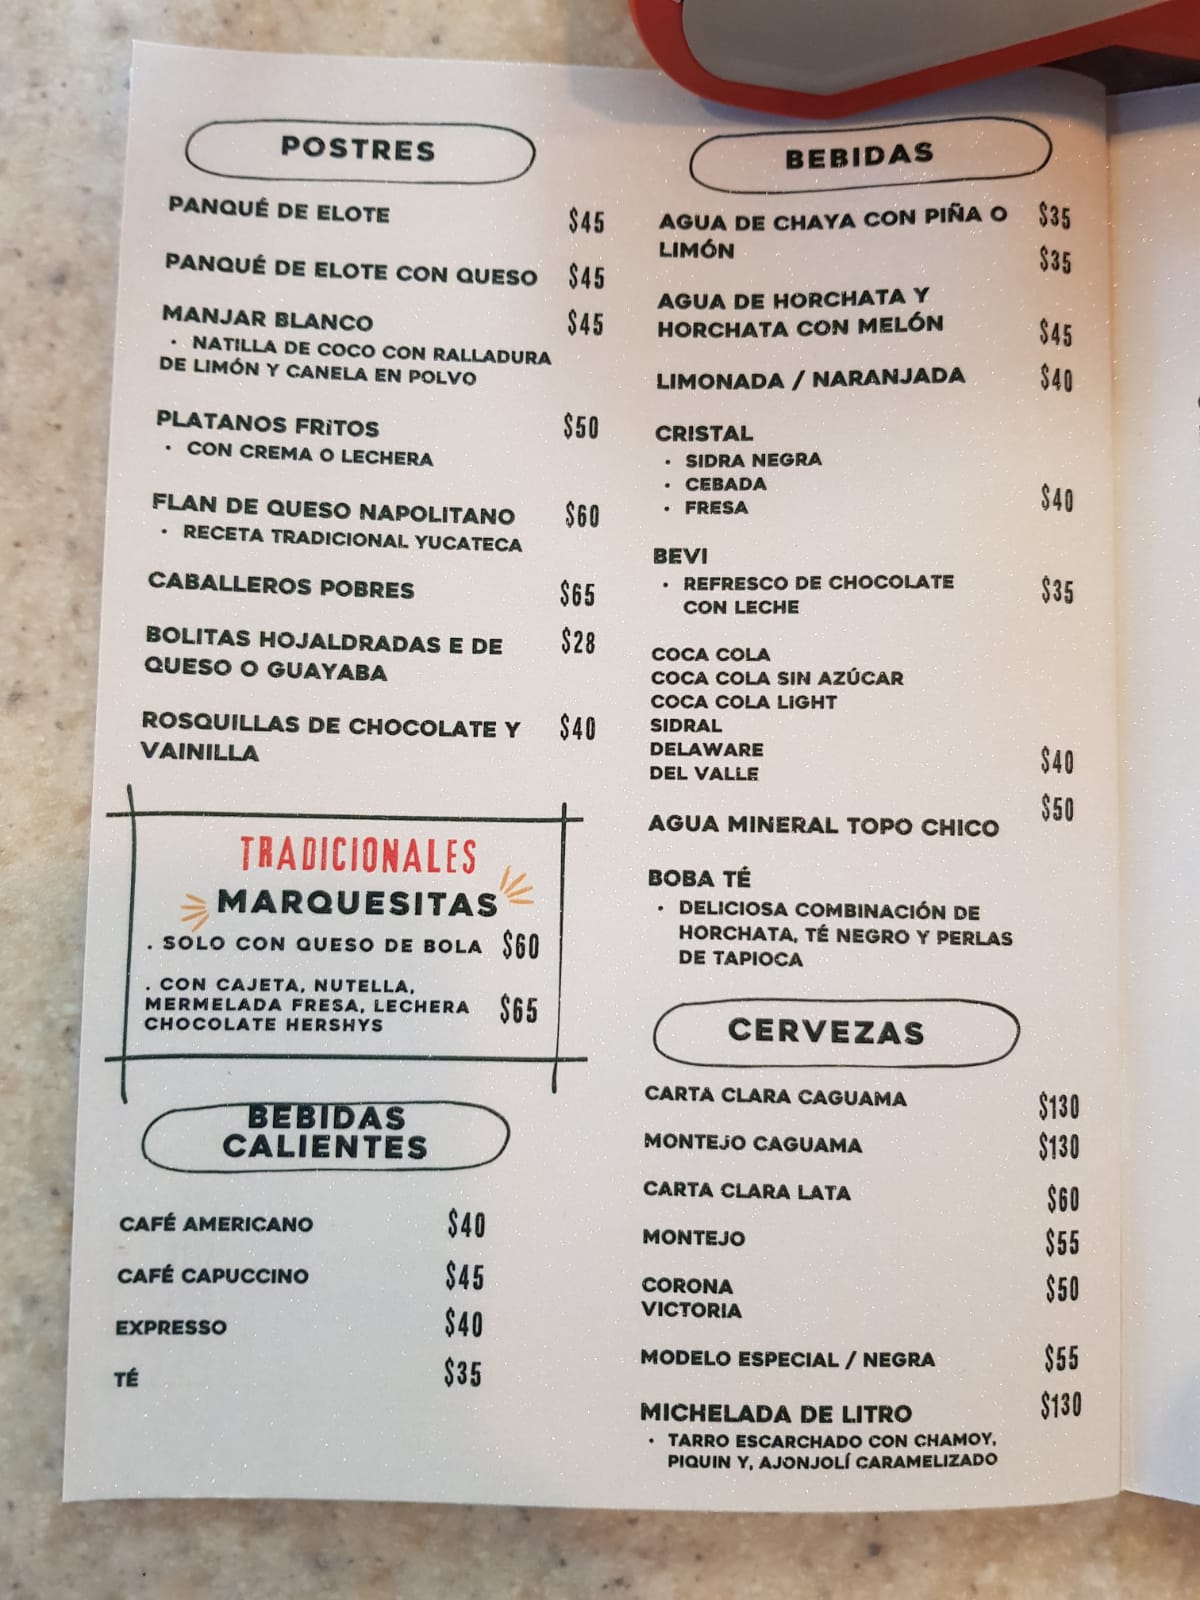 POSTRES
PANQUÉ DE ELOTE $45
PANQUÉ DE ELOTE CON QUESO $45
MANJAR BLANCO $45
• NATILLA DE COCO CON RALLADURA
DE LIMÓN Y CANELA EN POLVO
PLATANOS FRiTOS $50
• CON CREMA O LECHERA
FLAN DE QUESO NAPOLITANO $60
• RECETA TRADICIONAL YUCATECA
CABALLEROS POBRES $65
BOLITAS HOJALDRADAS E DE $28
QUESO O GUAYABA
ROSQUILLAS DE CHOCOLATE Y $40
VAINILLA
TRADICIONALES
MARQUESITAS
. SOLO CON QUESO DE BOLA $60
. CON CAJETA, NUTELLA,
MERMELADA FRESA, LECHERA $65
CHOCOLATE HERSHYS
BEBIDAS
CALIENTES
CAFÉ AMERICANO $40
CAFÉ CAPUCCINO $45
EXPRESSO $40
TÉ $35
BEBIDAS
AGUA DE CHAYA CON PIÑA O $35
LIMÓN $35
AGUA DE HORCHATA Y
HORCHATA CON MELÓN $45
LIMONADA / NARANJADA $40
CRISTAL
• SIDRA NEGRA
• CEBADA
• FRESA $40
BEVI
• REFRESCO DE CHOCOLATE $35
CON LECHE
COCA COLA
COCA COLA SIN AZÚCAR
COCA COLA LIGHT
SIDRAL
DELAWARE
DEL VALLE $40
AGUA MINERAL TOPO CHICO $50
BOBA TÉ
• DELICIOSA COMBINACIÓN DE
HORCHATA, TÉ NEGRO Y PERLAS
DE TAPIOCA
CERVEZAS
CARTA CLARA CAGUAMA $130
MONTEJO CAGUAMA $130
CARTA CLARA LATA $60
MONTEJO $55
CORONA $50
VICTORIA
MODELO ESPECIAL / NEGRA $55
MICHELADA DE LITRO $130
• TARRO ESCARCHADO CON CHAMOY,
PIQUIN Y, AJONJOLÍ CARAMELIZADO